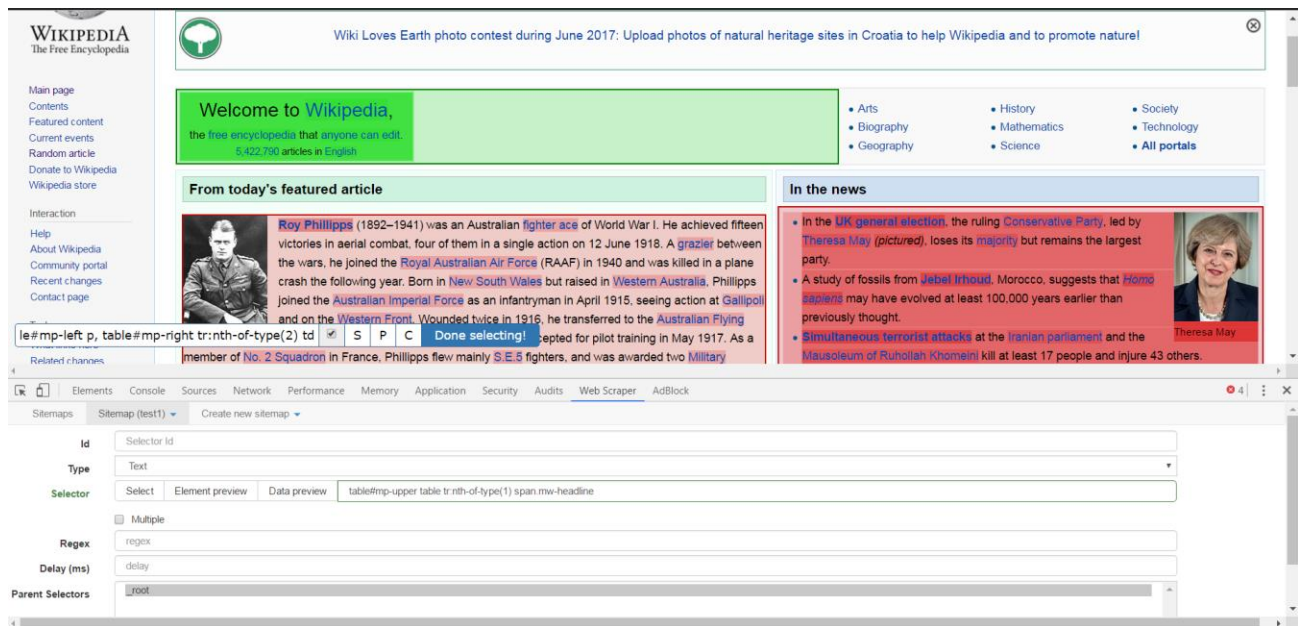 WIKIPEDIA
The Free Encyclopedia
Main page
Contents
Featured content
Current events
Random article
Donate to Wikipedia
Wikipedia store
Interaction
Help
About Wikipedia
Community portal
Recent changes
Contact page
Related changes
Wiki Loves Earth photo contest during June 2017: Upload photos of natural heritage sites in Croatia to help Wikipedia and to promote nature!
Welcome to Wikipedia,
the free encyclopedia that anyone can edit.
5,422,790 articles in English
• Arts
• Biography
• Geography
• History
• Mathematics
• Science
• Society
• Technology
• All portals
From today's featured article
Roy Phillipps (1892–1941) was an Australian fighter ace of World War I. He achieved fifteen
victories in aerial combat, four of them in a single action on 12 June 1918. A grazier between
the wars, he joined the Royal Australian Air Force (RAAF) in 1940 and was killed in a plane
crash the following year. Born in New South Wales but raised in Western Australia, Phillipps
joined the Australian Imperial Force as an infantryman in April 1915, seeing action at Gallipoli
and on the Western Front. Wounded twice in 1916, he transferred to the Australian Flying
cepted for pilot training in May 1917. As a
member of No. 2 Squadron in France, Phillipps flew mainly S.E.5 fighters, and was awarded two Military
In the news
• In the UK general election, the ruling Conservative Party, led by
Theresa May (pictured), loses its majority but remains the largest
party.
• A study of fossils from Jebel Irhoud, Morocco, suggests that Homo
sapiens may have evolved at least 100,000 years earlier than
previously thought.
• Simultaneous terrorist attacks at the Iranian parliament and the
Mausoleum of Ruhollah Khomeini kill at least 17 people and injure 43 others.
Theresa May
le#mp-left p, table#mp-right tr:nth-of-type(2) td S P C Done selecting!
Elements Console Sources Network Performance Memory Application Security Audits Web Scraper AdBlock 4
Sitemaps Sitemap (test1) Create new sitemap
Id Selector Id
Type Text
Selector Select Element preview Data preview table#mp-upper table tr:nth-of-type(1) span.mw-headline
Multiple
Regex regex
Delay (ms) delay
Parent Selectors _root